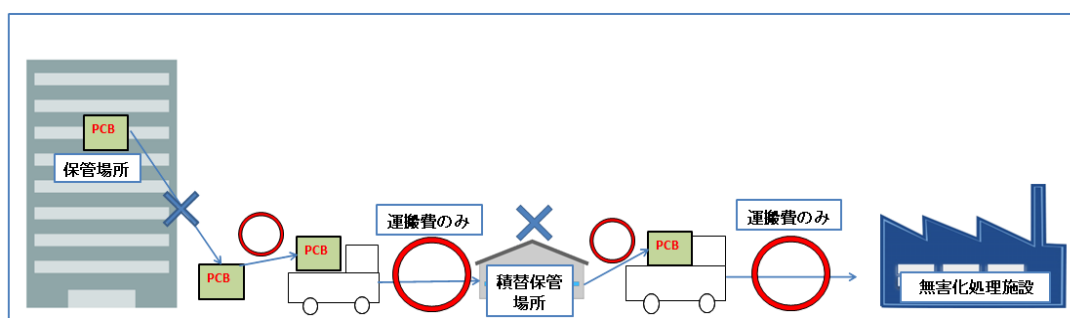 PCB
保管場所
PCB
PCB
運搬費のみ
積替保管
場所
PCB
運搬費のみ
無害化処理施設